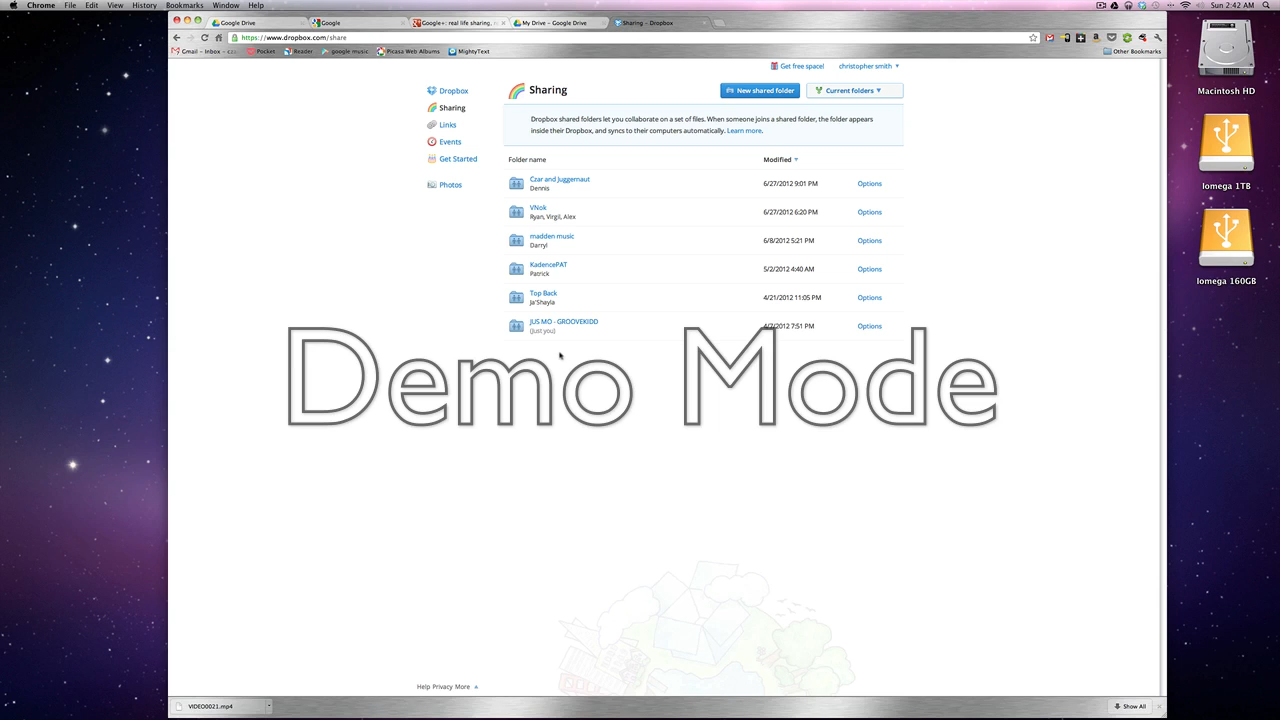 Chrome File Edit View History Bookmarks Window Help
Sun 2:42 AM
Google Drive
Google
Google+: real life sharing, r
My Drive - Google Drive
Sharing - Dropbox
https://www.dropbox.com/share
Gmail - Inbox - cz
Pocket
Reader
google music
Picasa Web Albums
MightyText
Other Bookmarks
Get free space!
christopher smith
Dropbox
Sharing
Links
Events
Get Started
Photos
Sharing
New shared folder
Current folders
Dropbox shared folders let you collaborate on a set of files. When someone joins a shared folder, the folder appears
inside their Dropbox, and syncs to their computers automatically. Learn more.
Folder name Modified
Czar and Juggernaut 6/27/2012 9:01 PM Options
Dennis
VNok 6/27/2012 6:20 PM Options
Ryan, Virgil, Alex
madden music 6/8/2012 5:21 PM Options
Darryl
KadencePAT 5/2/2012 4:40 AM Options
Patrick
Top Back 4/21/2012 11:05 PM Options
Ja'Shayla
JUS MO - GROOVEKIDD 4/7/2012 7:51 PM Options
(Just you)
Demo Mode
Help Privacy More
VIDEO0021.mp4
Show All
Macintosh HD
Iomega 1TB
Iomega 160GB